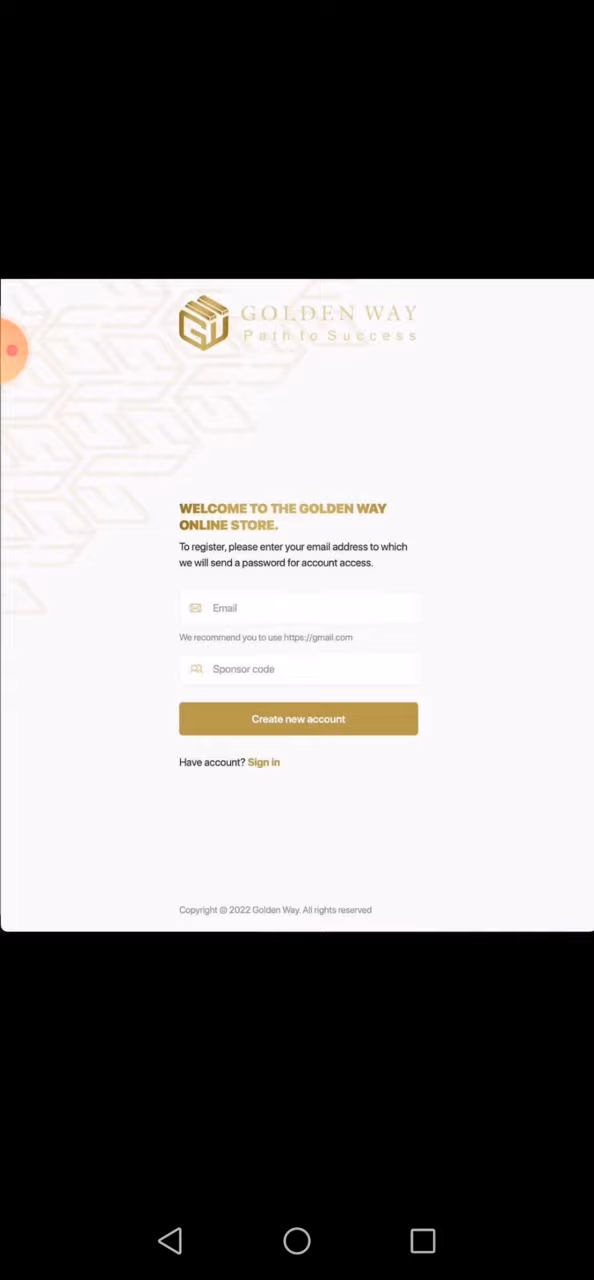 GOLDEN WAY
Path to Success
WELCOME TO THE GOLDEN WAY
ONLINE STORE.
To register, please enter your email address to which
we will send a password for account access.
Email
We recommend you to use https://gmail.com
Sponsor code
Create new account
Have account? Sign in
Copyright © 2022 Golden Way. All rights reserved